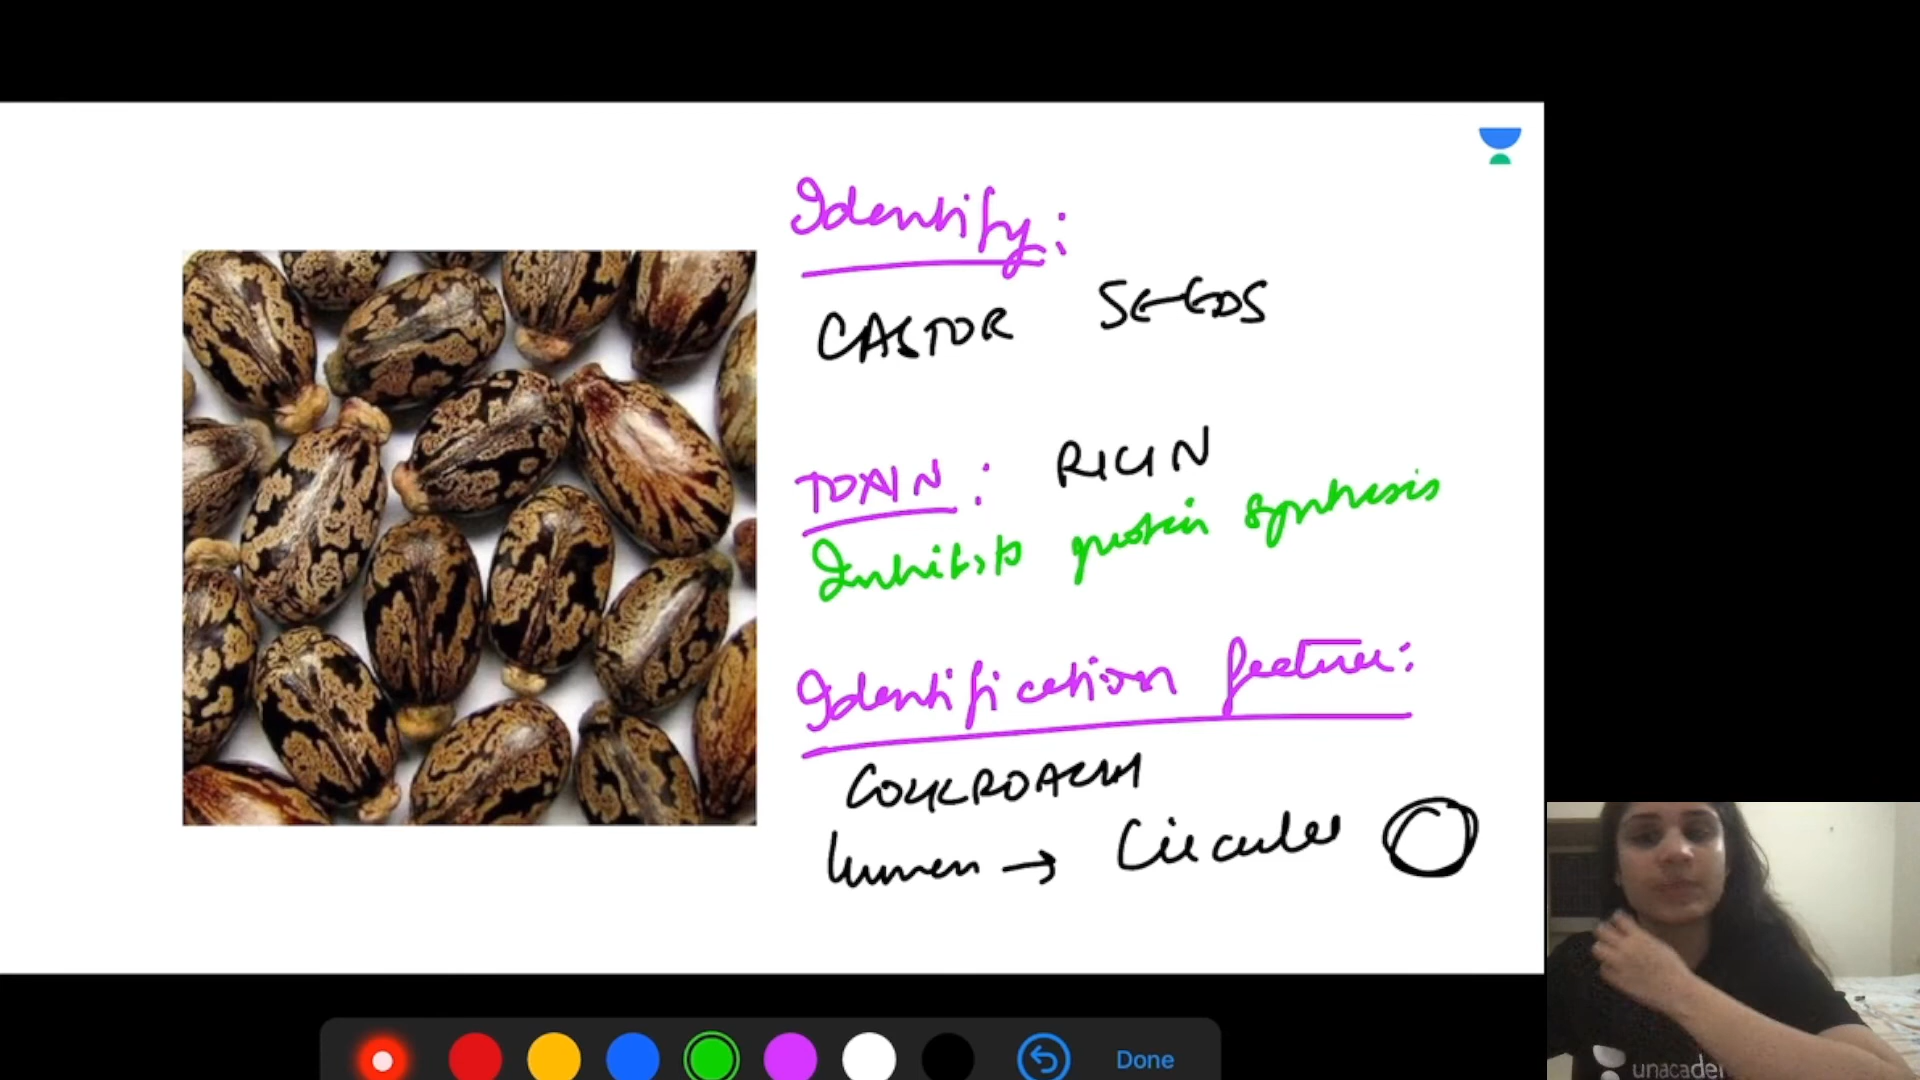 Identify:
CASTOR SEEDS
TOXIN: RICIN
Inhibits protein synthesis
Identification feature:
COCKROACH
lumen → Circular
Done
unacade